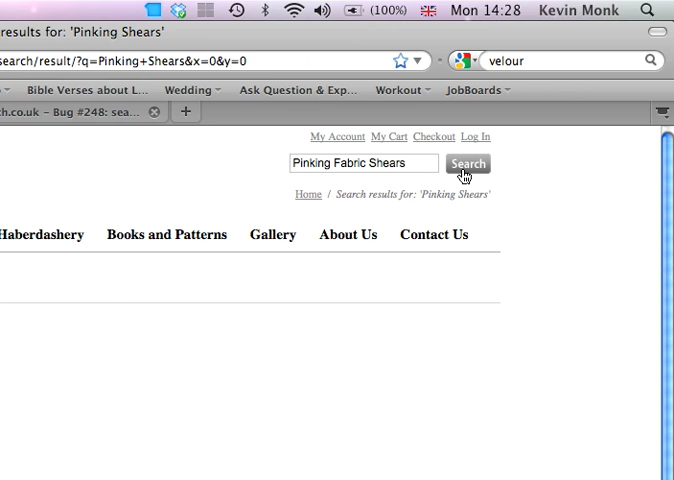 (100%) Mon 14:28 Kevin Monk
results for: 'Pinking Shears'
search/result/?q=Pinking+Shears&x=0&y=0 velour
Bible Verses about L... Wedding Ask Question & Exp... Workout JobBoards
h.co.uk – Bug #248: sea... +
My Account My Cart Checkout Log In
Pinking Fabric Shears Search
Home / Search results for: 'Pinking Shears'
Haberdashery Books and Patterns Gallery About Us Contact Us